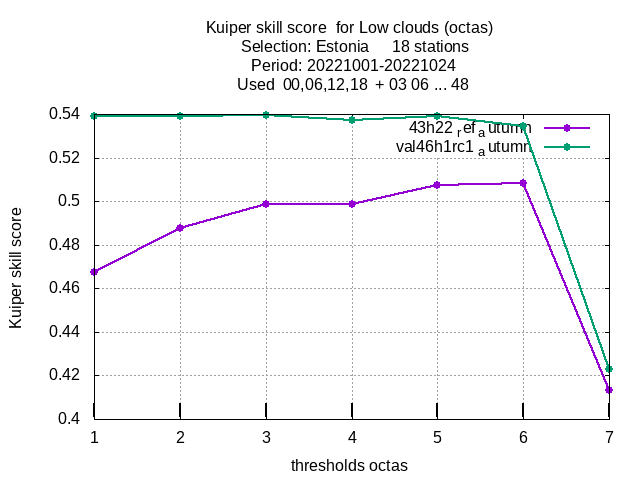 Kuiper skill score  for Low clouds (octas)
Selection: Estonia     18 stations
Period: 20221001-20221024
Used  00,06,12,18  + 03 06 ... 48
43h22 ref a utumn
val46h1rc1 a utumn
0.54
0.52
0.5
0.48
0.46
0.44
0.42
0.4
Kuiper skill score
1 2 3 4 5 6 7
thresholds octas